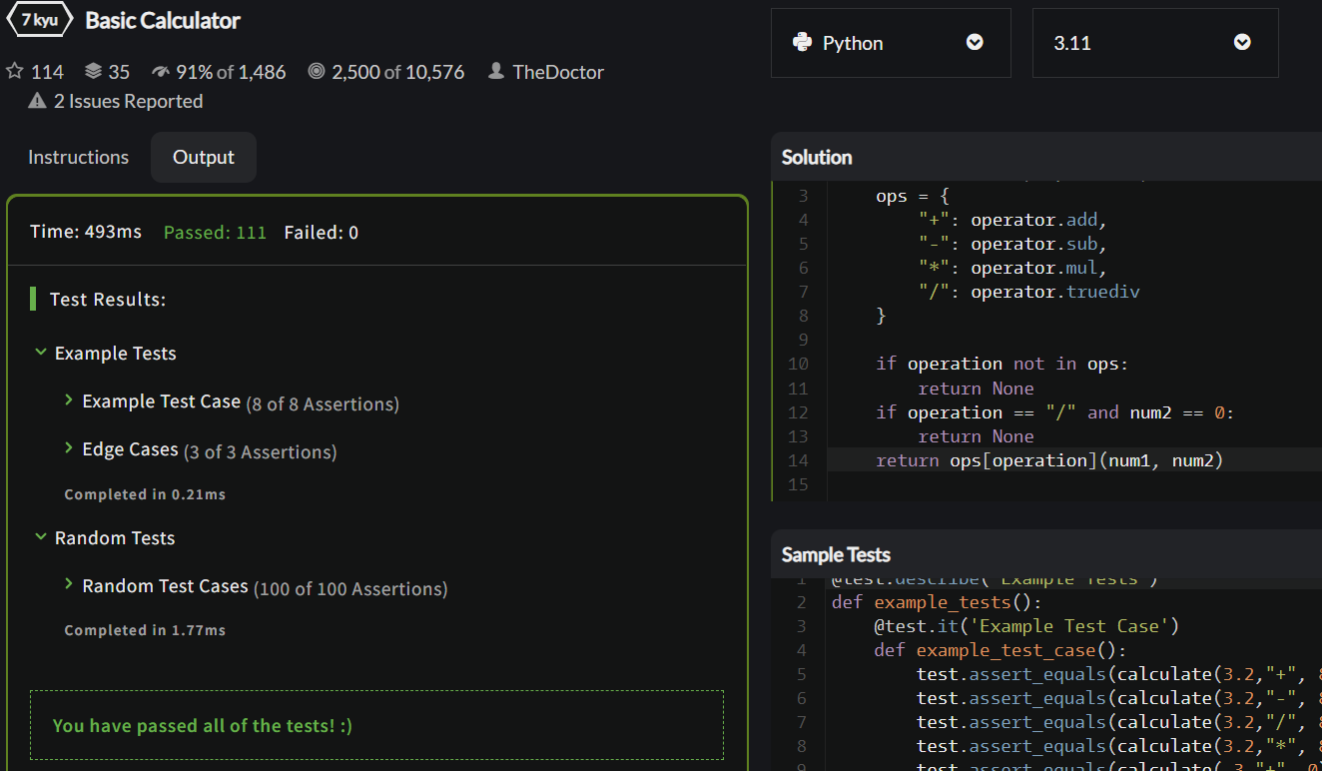 7 kyu Basic Calculator
114 35 91% of 1,486 2,500 of 10,576 TheDoctor
2 Issues Reported
Instructions Output
Time: 493ms Passed: 111 Failed: 0
Test Results:
Example Tests
Example Test Case (8 of 8 Assertions)
Edge Cases (3 of 3 Assertions)
Completed in 0.21ms
Random Tests
Random Test Cases (100 of 100 Assertions)
Completed in 1.77ms
You have passed all of the tests! :)
Python 3.11
Solution
3 ops = {
4 "+": operator.add,
5 "-": operator.sub,
6 "*": operator.mul,
7 "/": operator.truediv
8 }
9
10 if operation not in ops:
11 return None
12 if operation == "/" and num2 == 0:
13 return None
14 return ops[operation](num1, num2)
15
Sample Tests
1 @test.describe('Example Tests')
2 def example_tests():
3 @test.it('Example Test Case')
4 def example_test_case():
5 test.assert_equals(calculate(3.2,"+",
6 test.assert_equals(calculate(3.2,"-",
7 test.assert_equals(calculate(3.2,"/",
8 test.assert_equals(calculate(3.2,"*",
9 test.assert_equals(calculate(